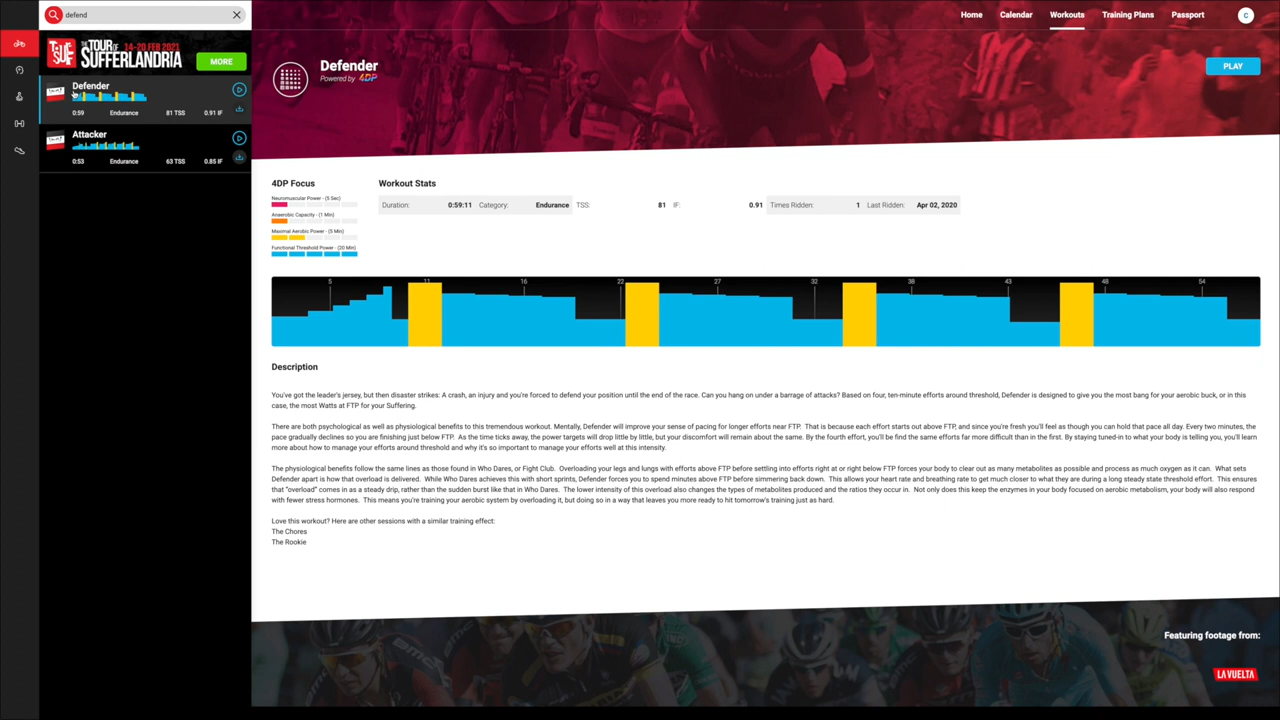 defend
Home
Calendar
Workouts
Training Plans
Passport
C
THE TOUR OF 14-20 FEB 2021
SUFFERLANDRIA
MORE
Defender
0:59 Endurance 81 TSS 0.91 IF
Attacker
0:53 Endurance 63 TSS 0.85 IF
Defender
Powered by 4DP
PLAY
4DP Focus
Neuromuscular Power - (5 Sec)
Anaerobic Capacity - (1 Min)
Maximal Aerobic Power - (5 Min)
Functional Threshold Power - (20 Min)
Workout Stats
Duration: 0:59:11 Category: Endurance TSS: 81 IF: 0.91 Times Ridden: 1 Last Ridden: Apr 02, 2020
5 11 16 22 27 32 38 43 48 54
Description
You've got the leader's jersey, but then disaster strikes: A crash, an injury and you're forced to defend your position until the end of the race. Can you hang on under a barrage of attacks? Based on four, ten-minute efforts around threshold, Defender is designed to give you the most bang for your aerobic buck, or in this
case, the most Watts at FTP for your Suffering.
There are both psychological as well as physiological benefits to this tremendous workout. Mentally, Defender will improve your sense of pacing for longer efforts near FTP. That is because each effort starts out above FTP, and since you're fresh you'll feel as though you can hold that pace all day. Every two minutes, the
pace gradually declines so you are finishing just below FTP. As the time ticks away, the power targets will drop little by little, but your discomfort will remain about the same. By the fourth effort, you'll be find the same efforts far more difficult than in the first. By staying tuned-in to what your body is telling you, you'll learn
more about how to manage your efforts around threshold and why it's so important to manage your efforts well at this intensity.
The physiological benefits follow the same lines as those found in Who Dares, or Fight Club. Overloading your legs and lungs with efforts above FTP before settling into efforts right at or right below FTP forces your body to clear out as many metabolites as possible and process as much oxygen as it can. What sets
Defender apart is how that overload is delivered. While Who Dares achieves this with short sprints, Defender forces you to spend minutes above FTP before simmering back down. This allows your heart rate and breathing rate to get much closer to what they are during a long steady state threshold effort. This ensures
that "overload" comes in as a steady drip, rather than the sudden burst like that in Who Dares. The lower intensity of this overload also changes the types of metabolites produced and the ratios they occur in. Not only does this keep the enzymes in your body focused on aerobic metabolism, your body will also respond
with fewer stress hormones. This means you're training your aerobic system by overloading it, but doing so in a way that leaves you more ready to hit tomorrow's training just as hard.
Love this workout? Here are other sessions with a similar training effect:
The Chores
The Rookie
Featuring footage from:
LA VUELTA